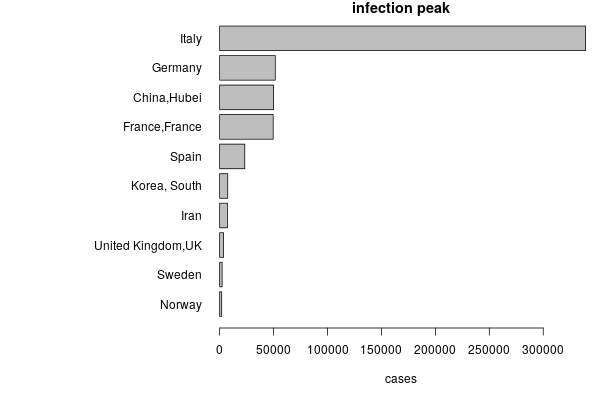 infection peak
Italy
Germany
China,Hubei
France,France
Spain
Korea, South
Iran
United Kingdom,UK
Sweden
Norway
0 50000 100000 150000 200000 250000 300000
cases